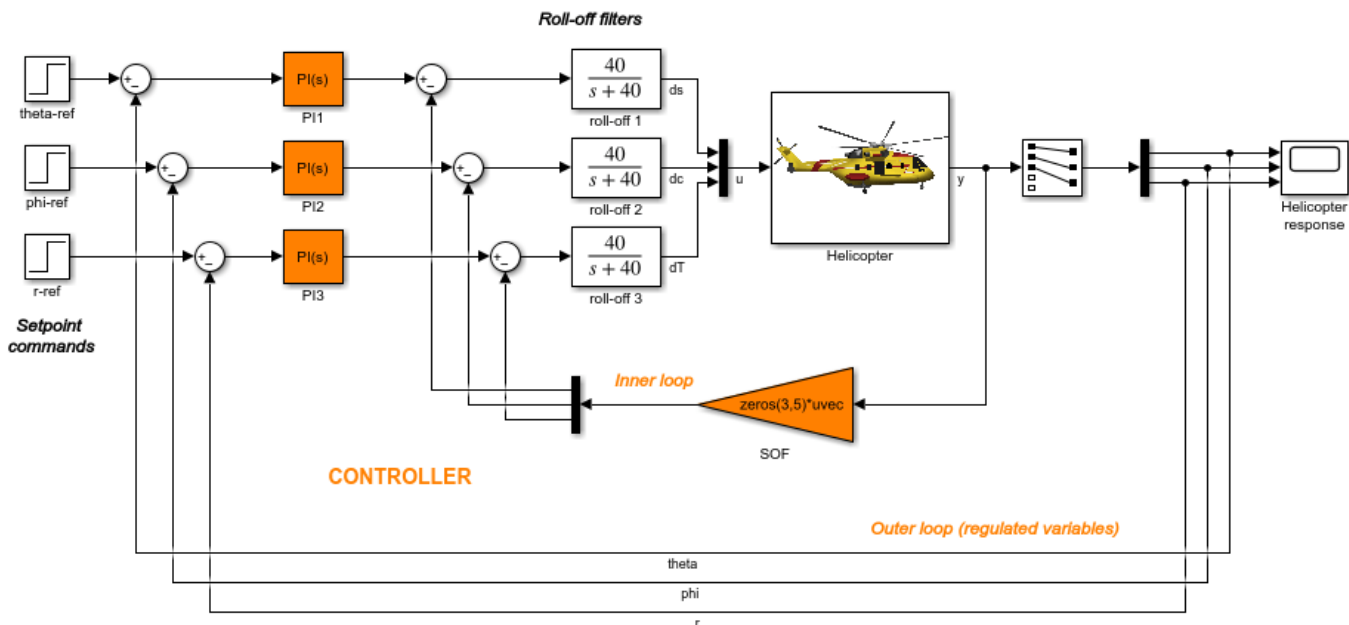 Roll-off filters
theta-ref
+
−
PI(s)
PI1
+
−
40
s + 40
roll-off 1
ds
phi-ref
+
−
PI(s)
PI2
+
−
40
s + 40
roll-off 2
dc
u
Helicopter
y
Helicopter
response
r-ref
+
−
PI(s)
PI3
+
−
40
s + 40
roll-off 3
dT
Setpoint
commands
Inner loop
zeros(3,5)*uvec
SOF
CONTROLLER
Outer loop (regulated variables)
theta
phi
r